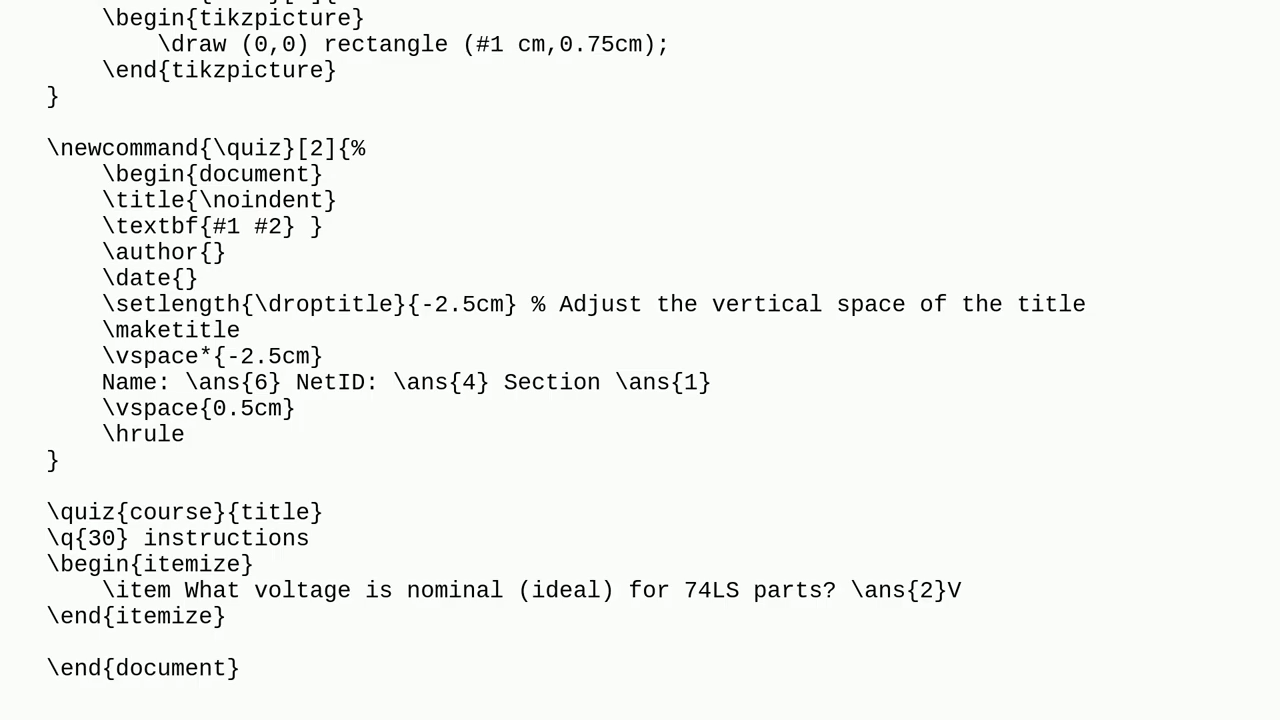 \begin{tikzpicture}
\draw (0,0) rectangle (#1 cm,0.75cm);
\end{tikzpicture}
}
\newcommand{\quiz}[2]{%
\begin{document}
\title{\noindent}
\textbf{#1 #2} }
\author{}
\date{}
\setlength{\droptitle}{-2.5cm} % Adjust the vertical space of the title
\maketitle
\vspace*{-2.5cm}
Name: \ans{6} NetID: \ans{4} Section \ans{1}
\vspace{0.5cm}
\hrule
}
\quiz{course}{title}
\q{30} instructions
\begin{itemize}
\item What voltage is nominal (ideal) for 74LS parts? \ans{2}V
\end{itemize}
\end{document}